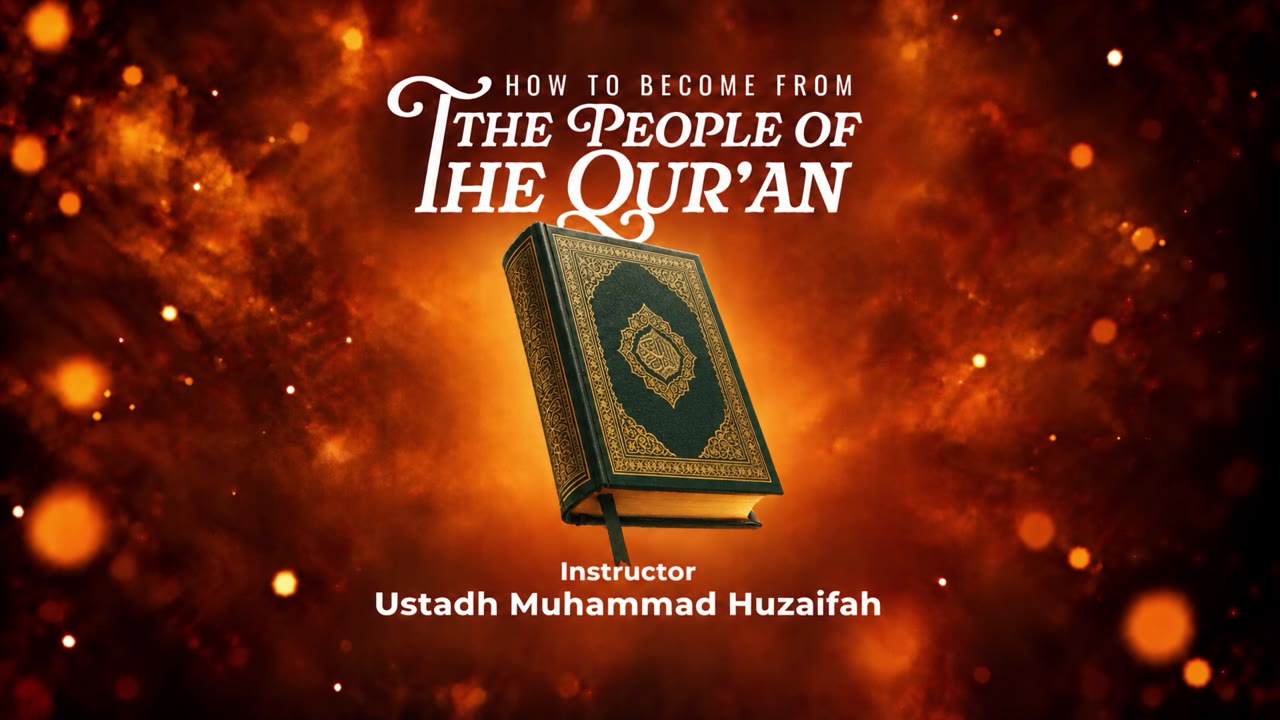 HOW TO BECOME FROM
THE PEOPLE OF
THE QUR'AN
Instructor
Ustadh Muhammad Huzaifah